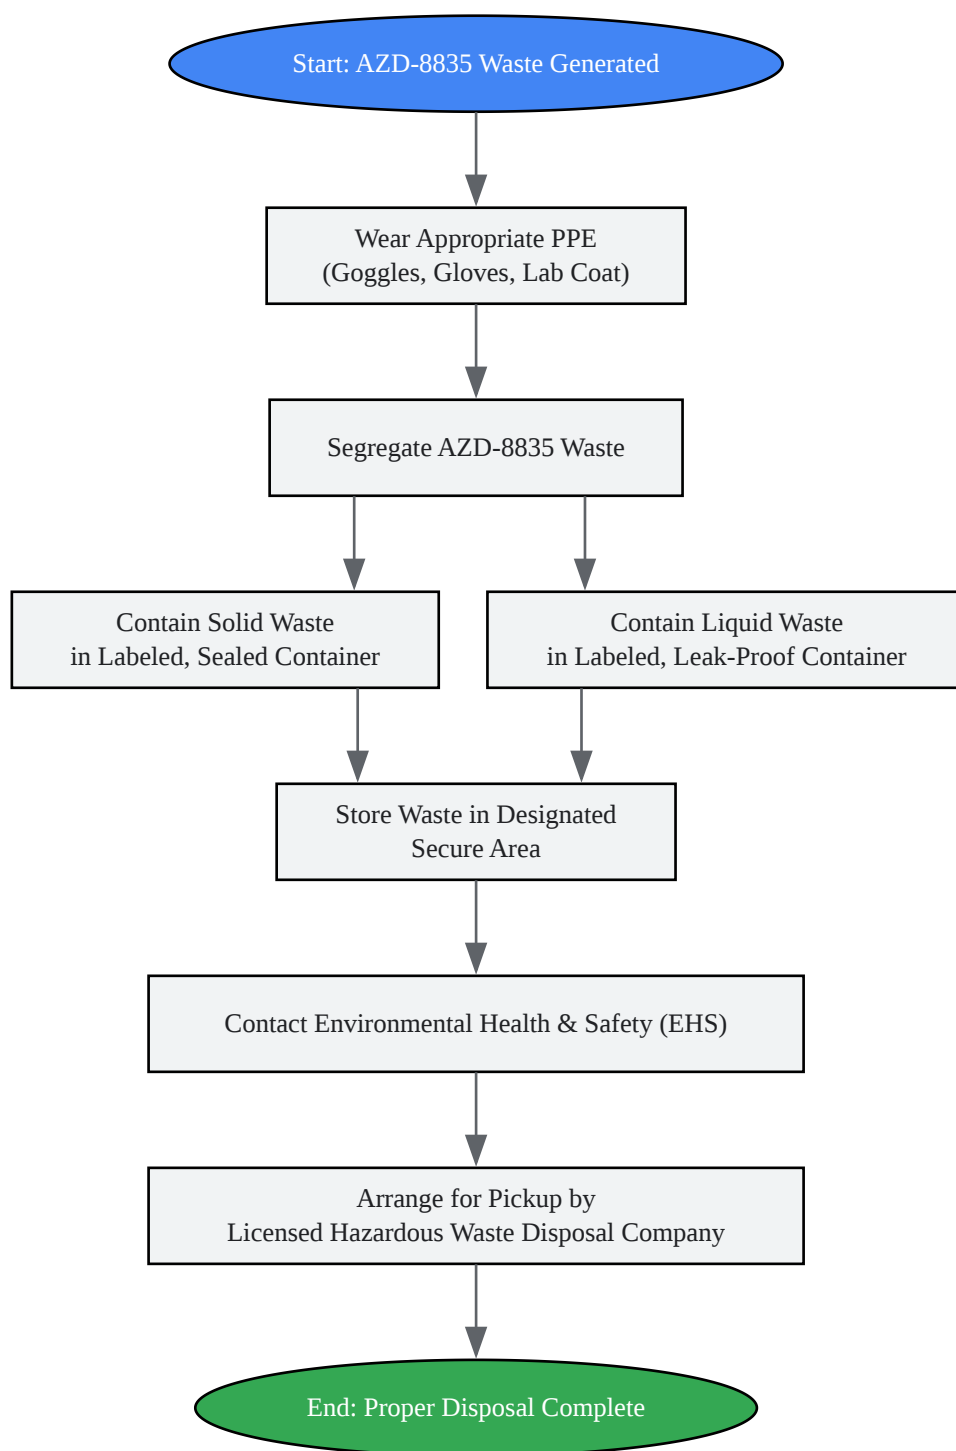 Start: AZD-8835 Waste Generated
Wear Appropriate PPE
(Goggles, Gloves, Lab Coat)
Segregate AZD-8835 Waste
Contain Solid Waste
in Labeled, Sealed Container
Contain Liquid Waste
in Labeled, Leak-Proof Container
Store Waste in Designated
Secure Area
Contact Environmental Health & Safety (EHS)
Arrange for Pickup by
Licensed Hazardous Waste Disposal Company
End: Proper Disposal Complete